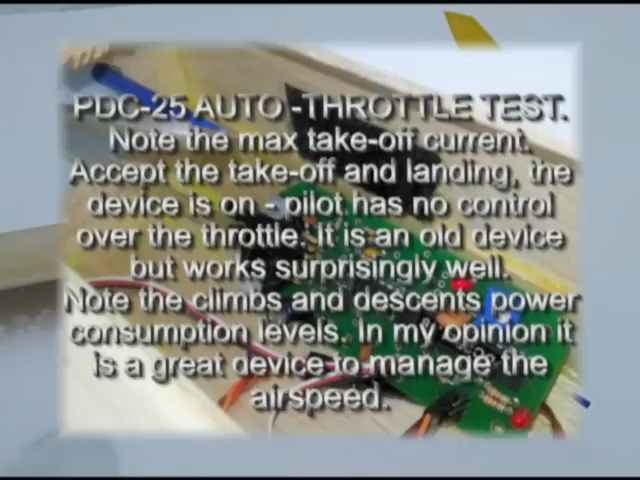 PDC-25 AUTO -THROTTLE TEST.
Note the max take-off current.
Accept the take-off and landing, the
device is on - pilot has no control
over the throttle. It is an old device
but works surprisingly well.
Note the climbs and descents power
consumption levels. In my opinion it
is a great device to manage the
airspeed.